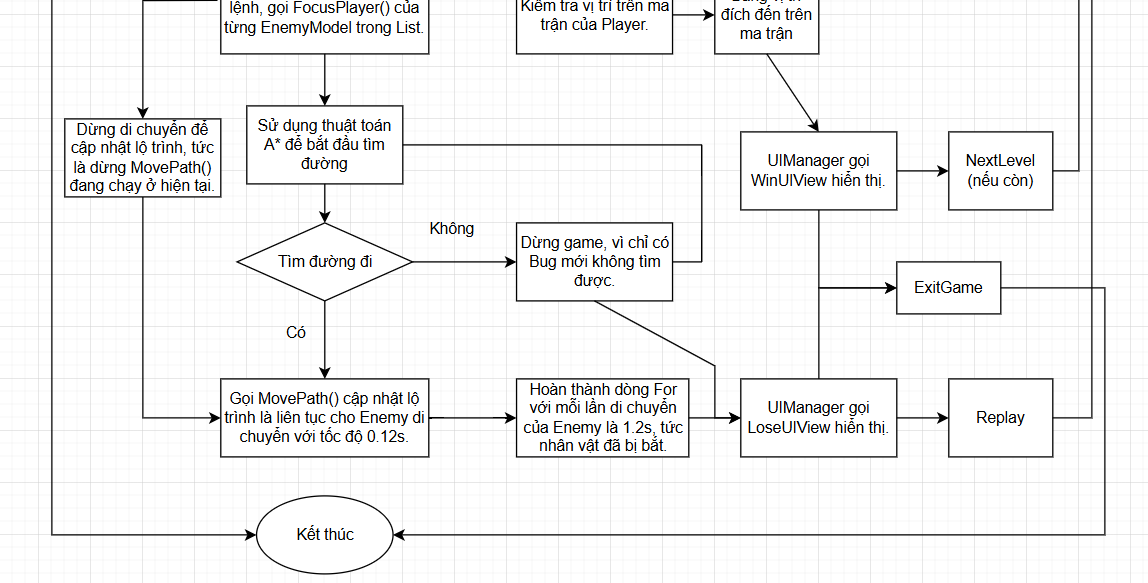 lệnh, gọi FocusPlayer() của
từng EnemyModel trong List.
Kiểm tra vị trí trên ma
trận của Player.
đích đến trên
ma trận
Dừng di chuyển để
cập nhật lộ trình, tức
là dừng MovePath()
đang chạy ở hiện tại.
Sử dụng thuật toán
A* để bắt đầu tìm
đường
UIManager gọi
WinUIView hiển thị.
NextLevel
(nếu còn)
Không
Tìm đường đi
Dừng game, vì chỉ có
Bug mới không tìm
được.
ExitGame
Có
Gọi MovePath() cập nhật lộ
trình là liên tục cho Enemy di
chuyển với tốc độ 0.12s.
Hoàn thành dòng For
với mỗi lần di chuyển
của Enemy là 1.2s, tức
nhân vật đã bị bắt.
UIManager gọi
LoseUIView hiển thị.
Replay
Kết thúc